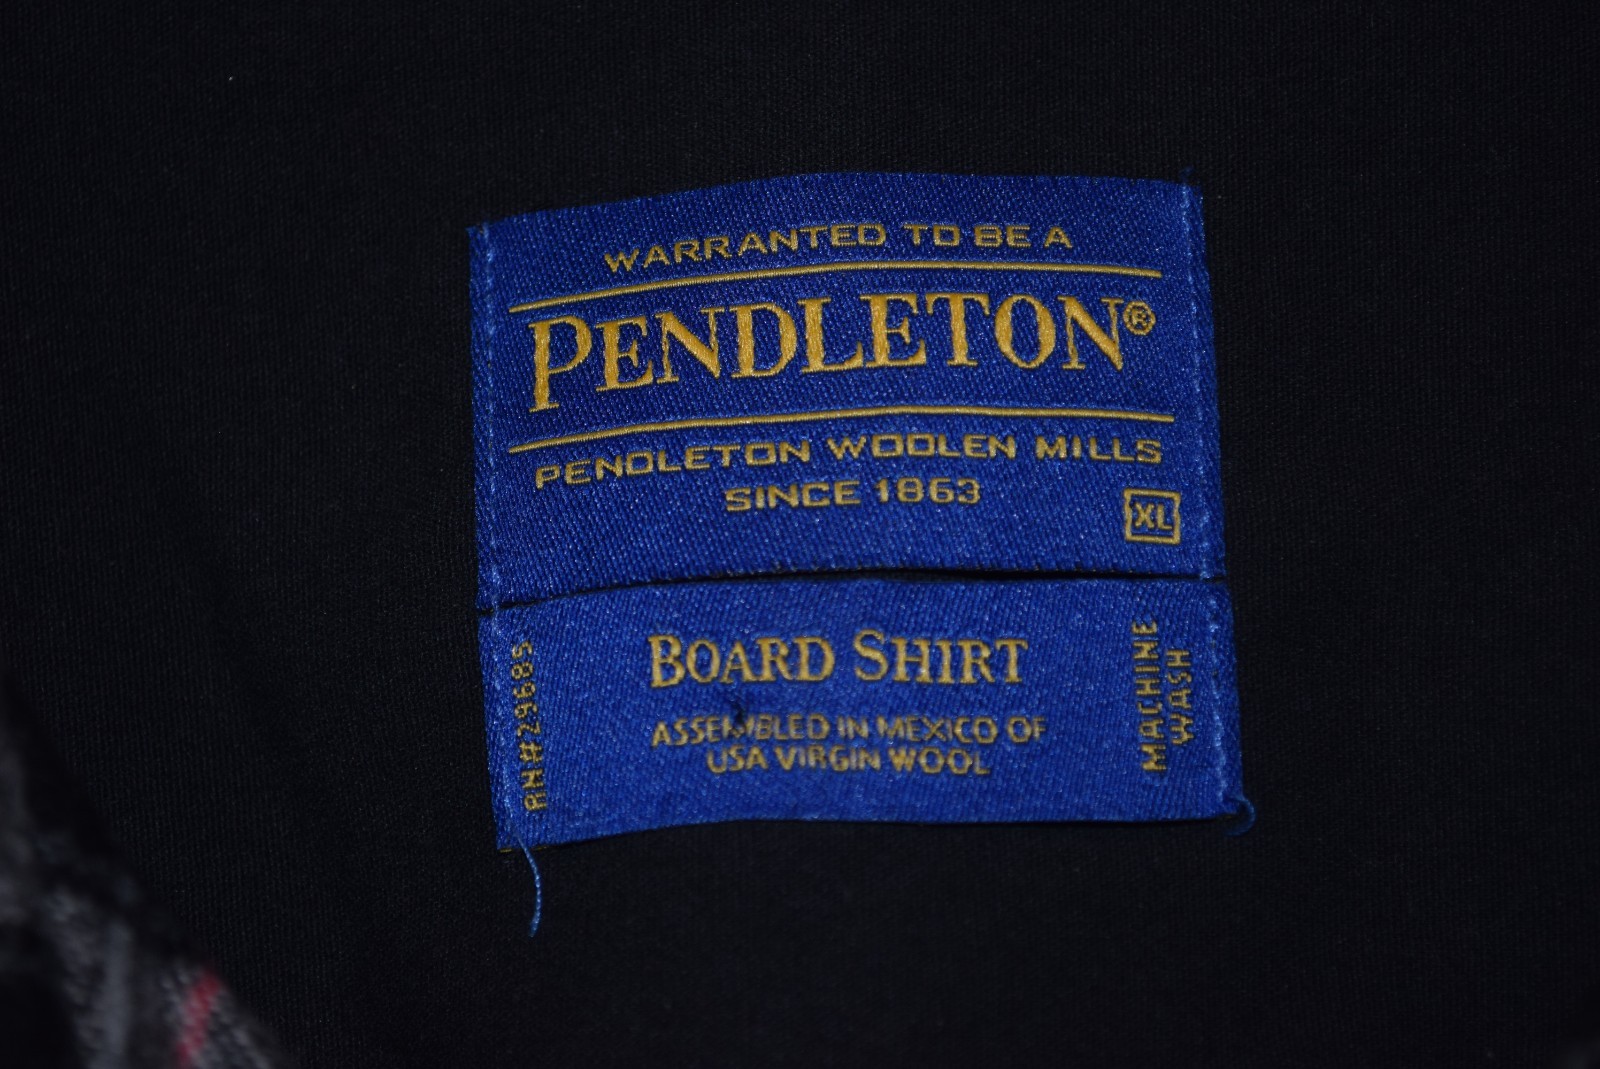 WARRANTED TO BE A
PENDLETON®
PENDLETON WOOLEN MILLS
SINCE 1863
XL
RN#29685
BOARD SHIRT
ASSEMBLED IN MEXICO OF
USA VIRGIN WOOL
MACHINE
WASH